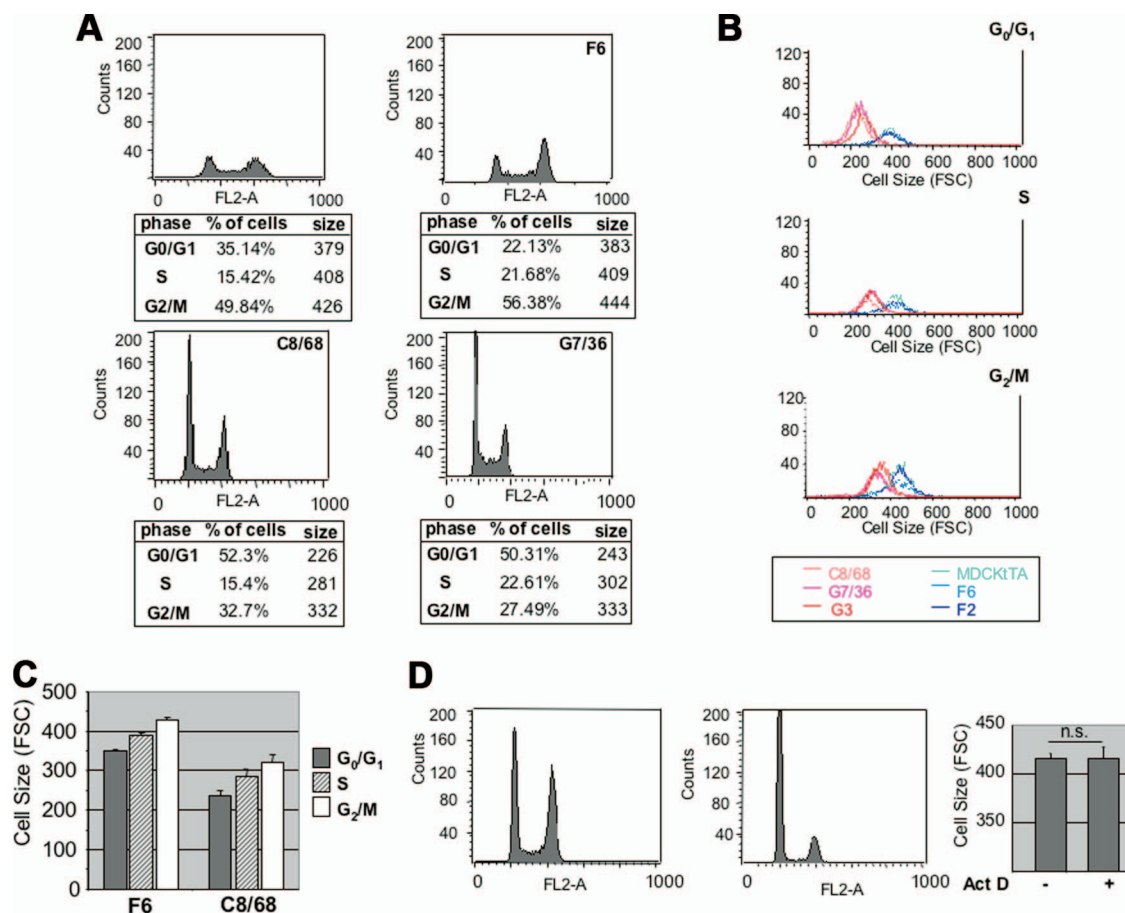 A
200
160
120
80
40
Counts
0
FL2-A
1000
phase % of cells size
G0/G1 35.14% 379
S 15.42% 408
G2/M 49.84% 426
F6
200
160
120
80
40
Counts
0
FL2-A
1000
phase % of cells size
G0/G1 22.13% 383
S 21.68% 409
G2/M 56.38% 444
C8/68
200
160
120
80
40
Counts
0
FL2-A
1000
phase % of cells size
G0/G1 52.3% 226
S 15.4% 281
G2/M 32.7% 332
G7/36
200
160
120
80
40
Counts
0
FL2-A
1000
phase % of cells size
G0/G1 50.31% 243
S 22.61% 302
G2/M 27.49% 333
B
G0/G1
120
80
40
0 200 400 600 800 1000
Cell Size (FSC)
S
120
80
40
0 200 400 600 800 1000
Cell Size (FSC)
G2/M
120
80
40
0 200 400 600 800 1000
Cell Size (FSC)
C8/68 MDCKtTA
G7/36 F6
G3 F2
C
500
400
300
200
100
0
Cell Size (FSC)
F6 C8/68
G0/G1
S
G2/M
D
200
160
120
80
40
Counts
0
FL2-A
1000
200
160
120
80
40
Counts
0
FL2-A
1000
450
400
350
Cell Size (FSC)
n.s.
Act D - +